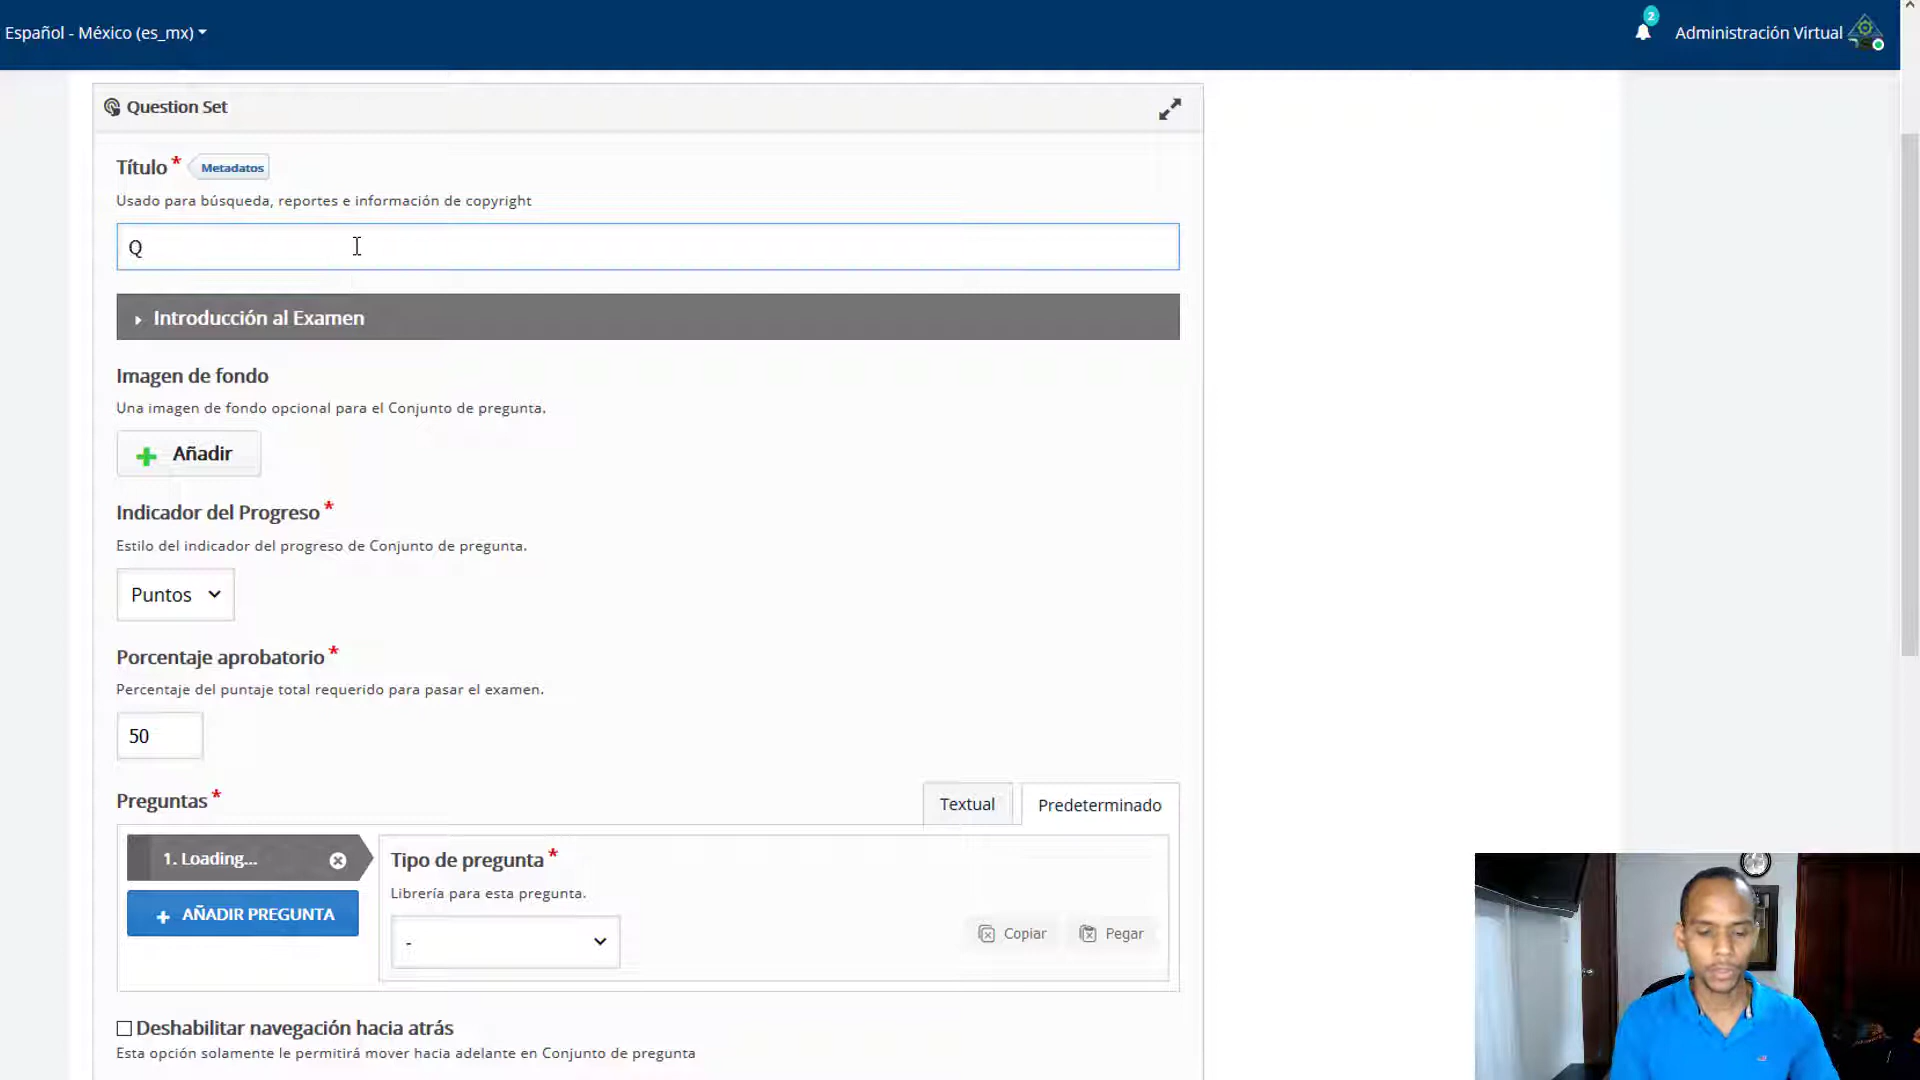 Español - México (es_mx)
2
Administración Virtual
Question Set
Título *
Metadatos
Usado para búsqueda, reportes e información de copyright
Q
Introducción al Examen
Imagen de fondo
Una imagen de fondo opcional para el Conjunto de pregunta.
Añadir
Indicador del Progreso *
Estilo del indicador del progreso de Conjunto de pregunta.
Puntos
Porcentaje aprobatorio *
Percentaje del puntaje total requerido para pasar el examen.
50
Preguntas *
Textual
Predeterminado
1. Loading...
AÑADIR PREGUNTA
Tipo de pregunta *
Librería para esta pregunta.
-
Copiar
Pegar
Deshabilitar navegación hacia atrás
Esta opción solamente le permitirá mover hacia adelante en Conjunto de pregunta